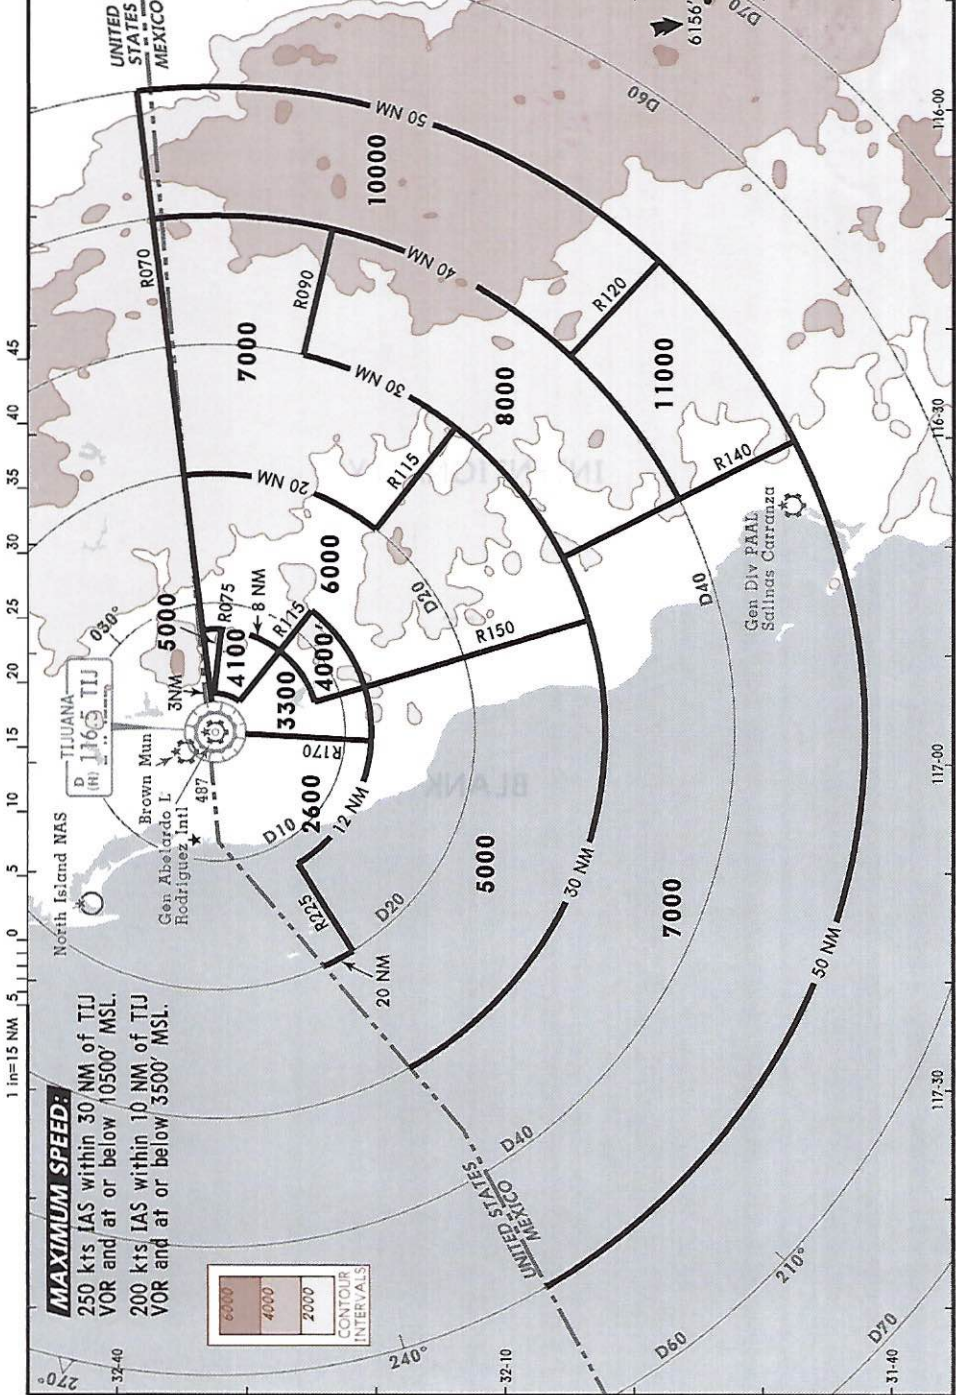 1 in=15 NM
5
0
5
10
15
20
25
30
35
40
45
MAXIMUM SPEED:
250 kts IAS within 30 NM of TIJ
VOR and at or below 10500' MSL.
200 kts IAS within 10 NM of TIJ
VOR and at or below 3500' MSL.
CONTOUR
INTERVALS
6000
4000
2000
North Island NAS
TIJUANA
D
(H) 116.5 TIJ
Brown Mun
Gen Abelardo L
Rodriguez Intl
487
3NM
030°
5000
R070
UNITED
STATES
MEXICO
R075
4100
8 NM
R115
3300
4000'
R170
2600
12 NM
D10
R225
20 NM
D20
6000
20 NM
D20
R115
7000
R090
30 NM
40 NM
50 NM
10000
8000
R120
11000
R140
R150
5000
30 NM
7000
50 NM
D40
D40
D60
D60
D70
D70
6156'
Gen Div PAAL
Salinas Carranza
UNITED STATES
MEXICO
BLANK
270°
240°
210°
32-40
32-10
31-40
117-30
117-00
116-30
116-00